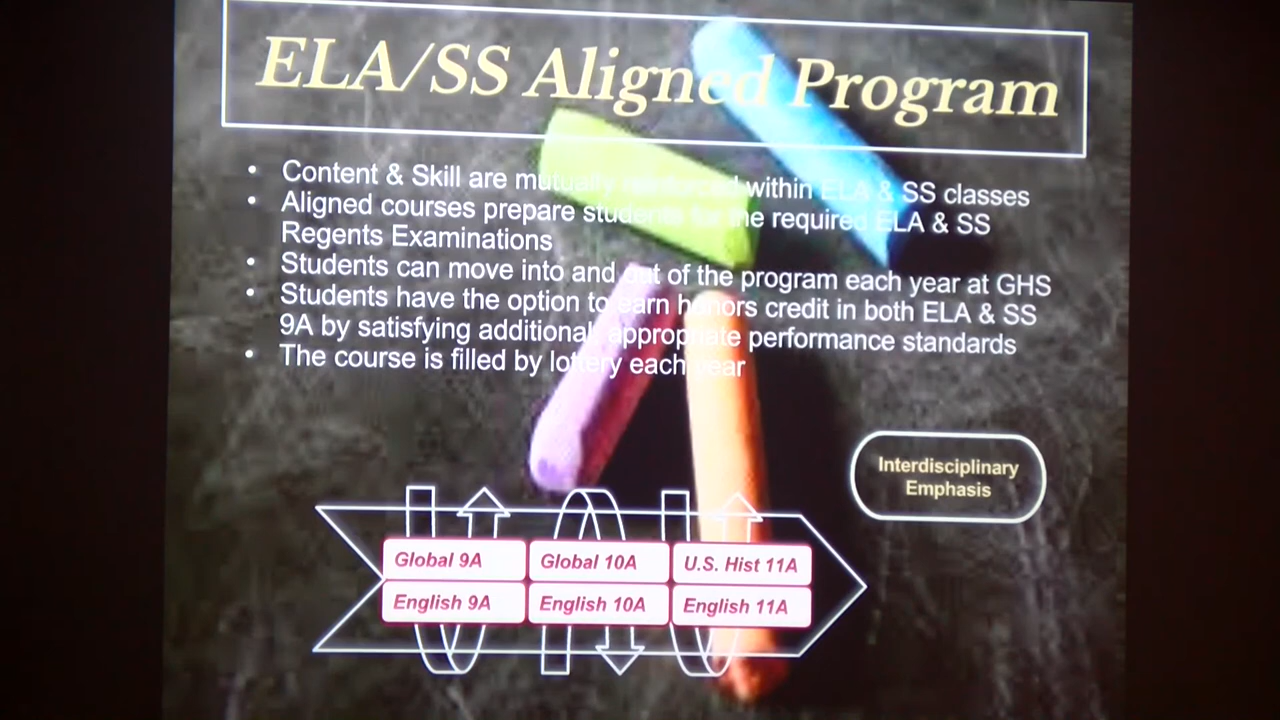 ELA/SS Aligned Program
• Content & Skill are mutually reinforced within ELA & SS classes
• Aligned courses prepare students for the required ELA & SS
Regents Examinations
• Students can move into and out of the program each year at GHS
• Students have the option to earn honors credit in both ELA & SS
9A by satisfying additional, appropriate performance standards
• The course is filled by lottery each year
Interdisciplinary
Emphasis
Global 9A Global 10A U.S. Hist 11A
English 9A English 10A English 11A